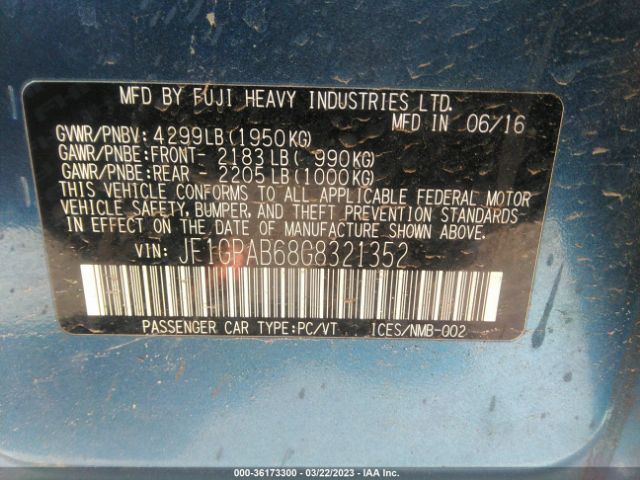 MFD BY FUJI HEAVY INDUSTRIES LTD.
MFD IN 06/16
GVWR/PNBV: 4299LB(1950KG)
GAWR/PNBE:FRONT- 2183LB( 990KG)
GAWR/PNBE:REAR - 2205LB(1000KG)
THIS VEHICLE CONFORMS TO ALL APPLICABLE FEDERAL MOTOR
VEHICLE SAFETY, BUMPER, AND THEFT PREVENTION STANDARDS
IN EFFECT ON THE DATE OF MANUFACTURE SHOWN ABOVE.
VIN: JF1GPAB68G8321352
PASSENGER CAR TYPE:PC/VT ICES/NMB-002
000-36173300 - 03/22/2023 - IAA Inc.